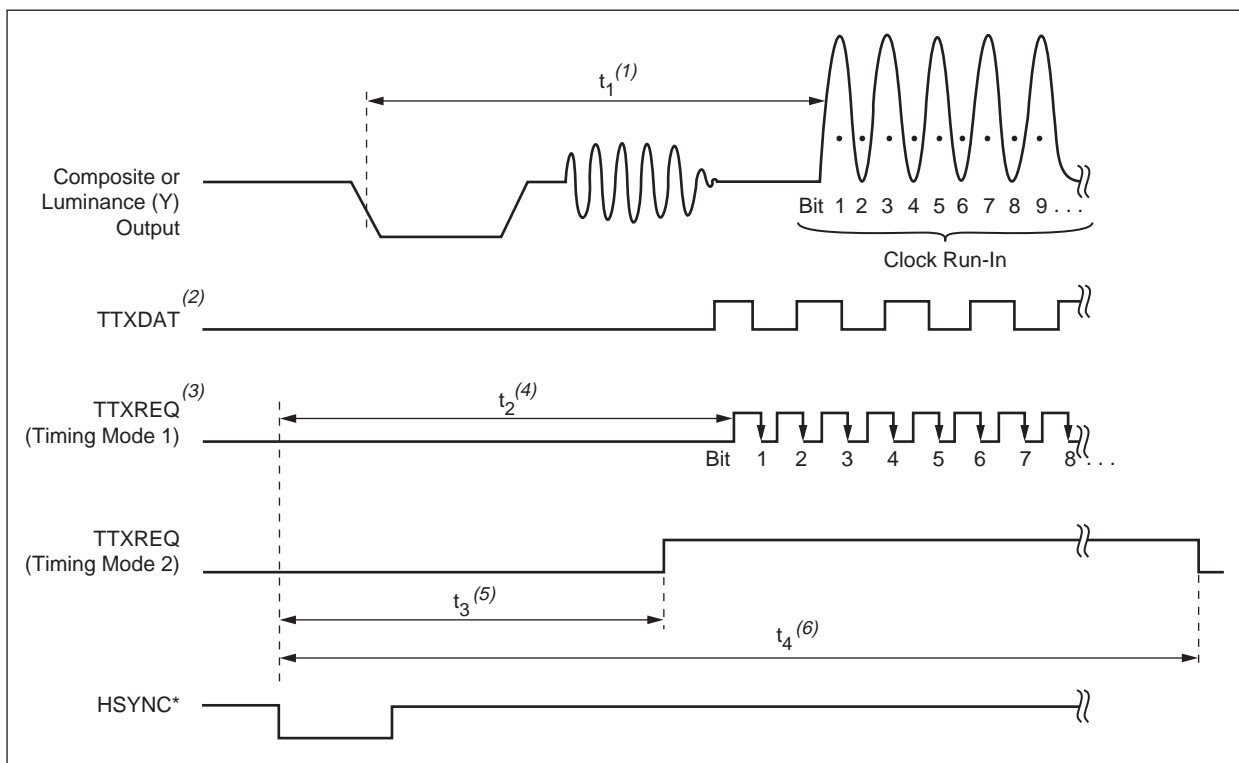 t1(1)
Composite or
Luminance (Y)
Output
Bit 1 2 3 4 5 6 7 8 9 . . .
Clock Run-In
TTXDAT(2)
TTXREQ(3)
(Timing Mode 1)
t2(4)
Bit 1 2 3 4 5 6 7 8 . . .
TTXREQ
(Timing Mode 2)
t3(5)
t4(6)
HSYNC*